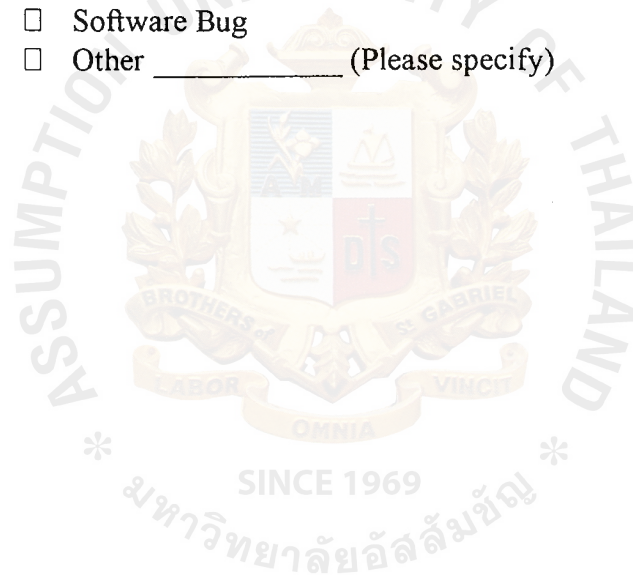 ☐ Software Bug
☐ Other ____________ (Please specify)
ASSUMPTION UNIVERSITY OF THAILAND
A-M
D S
BROTHERS of St GABRIEL
LABOR
OMNIA
VINCIT
* SINCE 1969 *
มหาวิทยาลัยอัสสัมชัญ